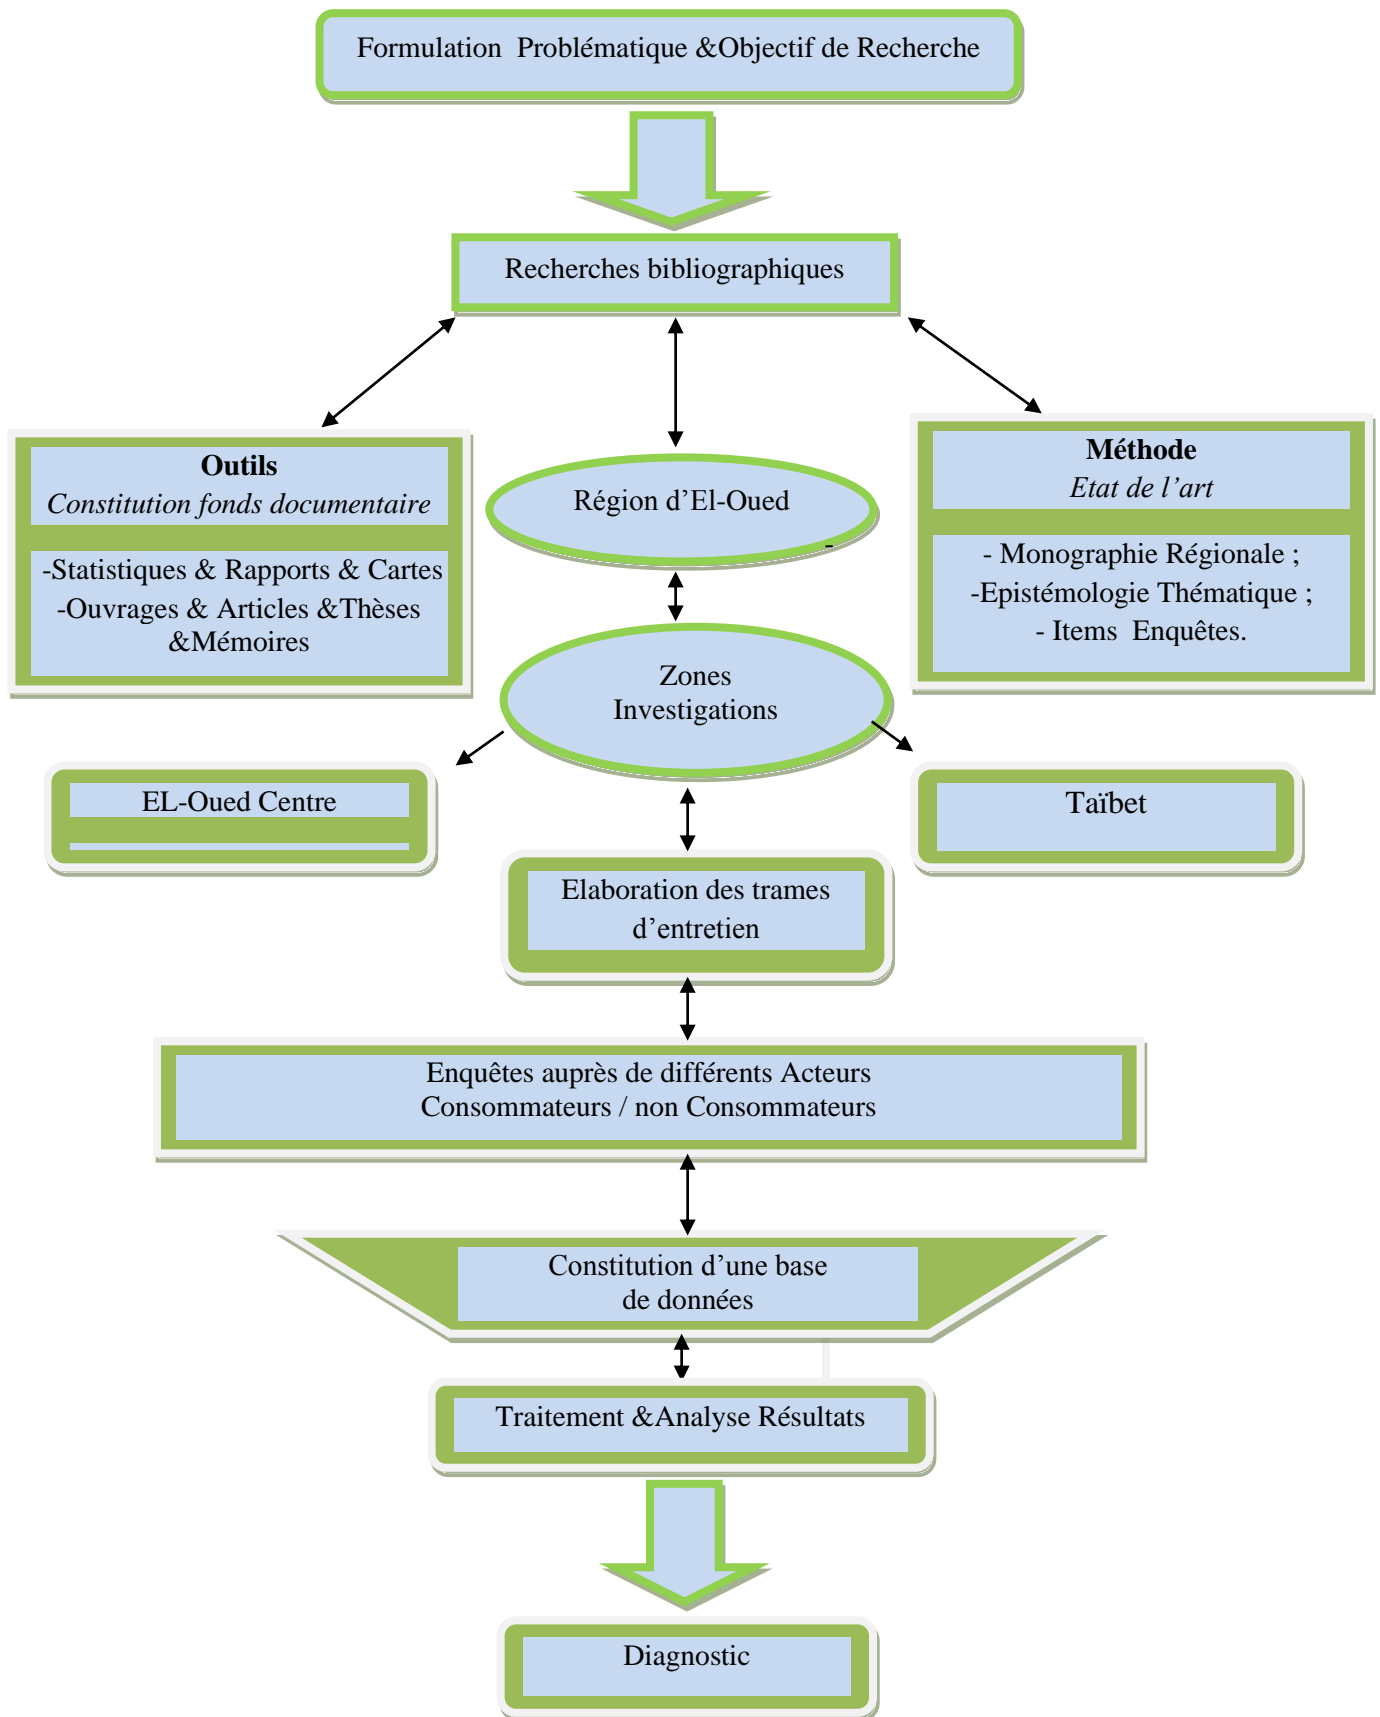 Formulation  Problématique &Objectif de Recherche
Recherches bibliographiques
Outils
Constitution fonds documentaire
-Statistiques & Rapports & Cartes
-Ouvrages & Articles &Thèses
&Mémoires
Région d’El-Oued
-
Méthode
Etat de l’art
- Monographie Régionale ;
-Epistémologie Thématique ;
- Items  Enquêtes.
Zones
Investigations
EL-Oued Centre
Taïbet
Elaboration des trames
d’entretien
Enquêtes auprès de différents Acteurs
Consommateurs / non Consommateurs
Constitution d’une base
de données
Traitement &Analyse Résultats
Diagnostic